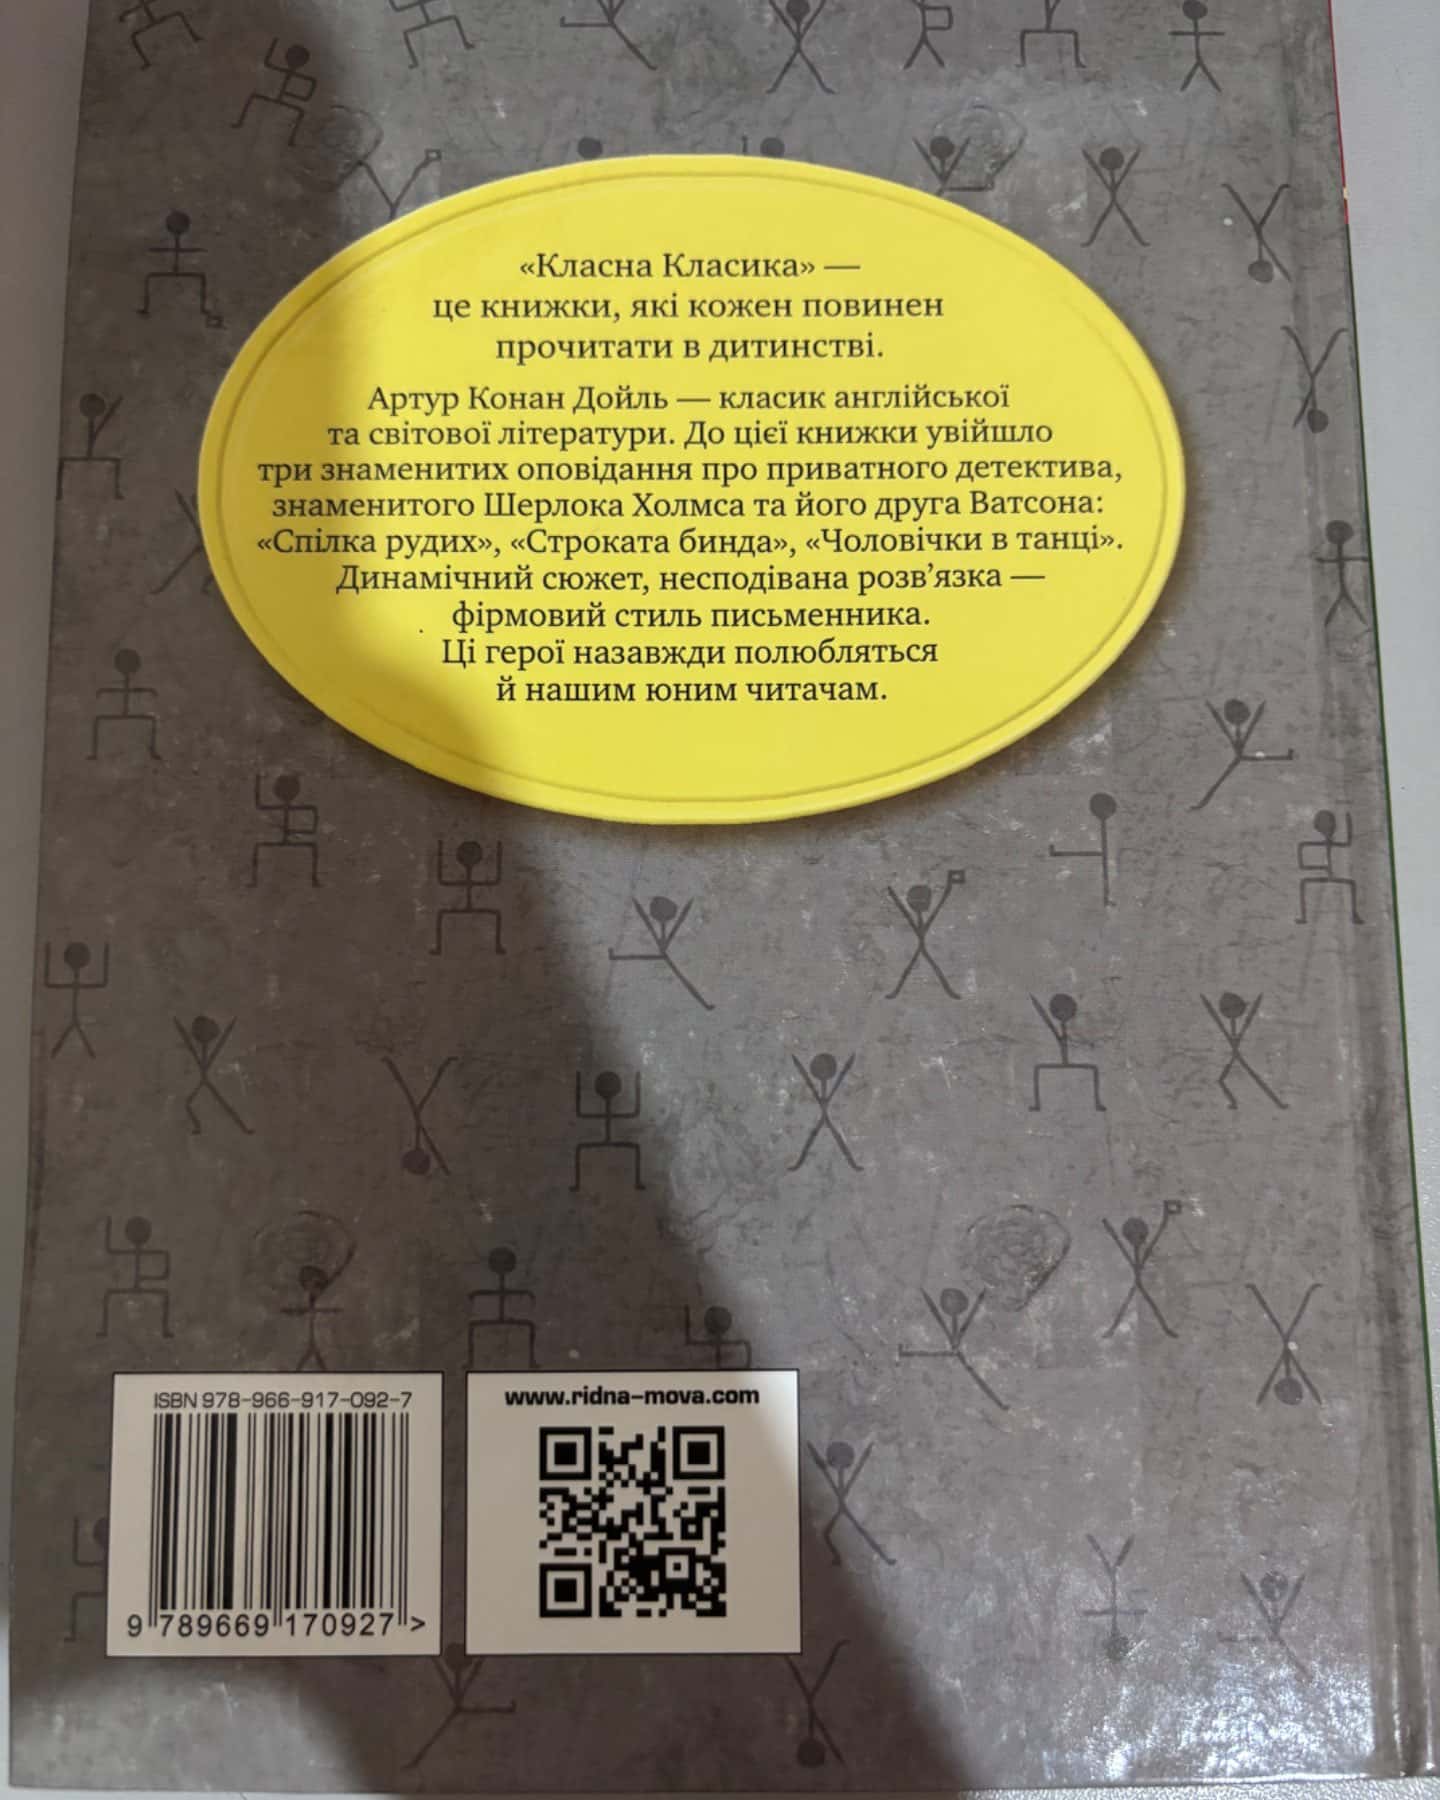 «Класна Класика» —
це книжки, які кожен повинен
прочитати в дитинстві.
Артур Конан Дойль — класик англійської
та світової літератури. До цієї книжки увійшло
три знаменитих оповідання про приватного детектива,
знаменитого Шерлока Холмса та його друга Ватсона:
«Спілка рудих», «Строката бинда», «Чоловічки в танці».
Динамічний сюжет, несподівана розв’язка —
фірмовий стиль письменника.
Ці герої назавжди полюбляться
й нашим юним читачам.
ISBN 978-966-917-092-7
9 789669 170927 >
www.ridna-mova.com